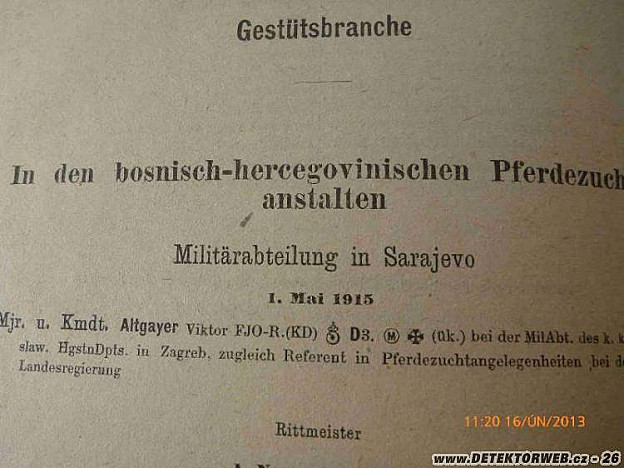 Gestütsbranche
In den bosnisch-hercegovinischen Pferdezucht
anstalten
Militärabteilung in Sarajevo
1. Mai 1915
Mjr. u. Kmdt. Altgayer Viktor FJO-R.(KD) D3. (M) ✠ (ük.) bei der MilAbt. des k. k.
slaw. HgstnDpts. in Zagreb, zugleich Referent in Pferdezuchtangelegenheiten bei de
Landesregierung
Rittmeister
11:20 16/ÚN/2013
www.DETEKTORWEB.cz - 26